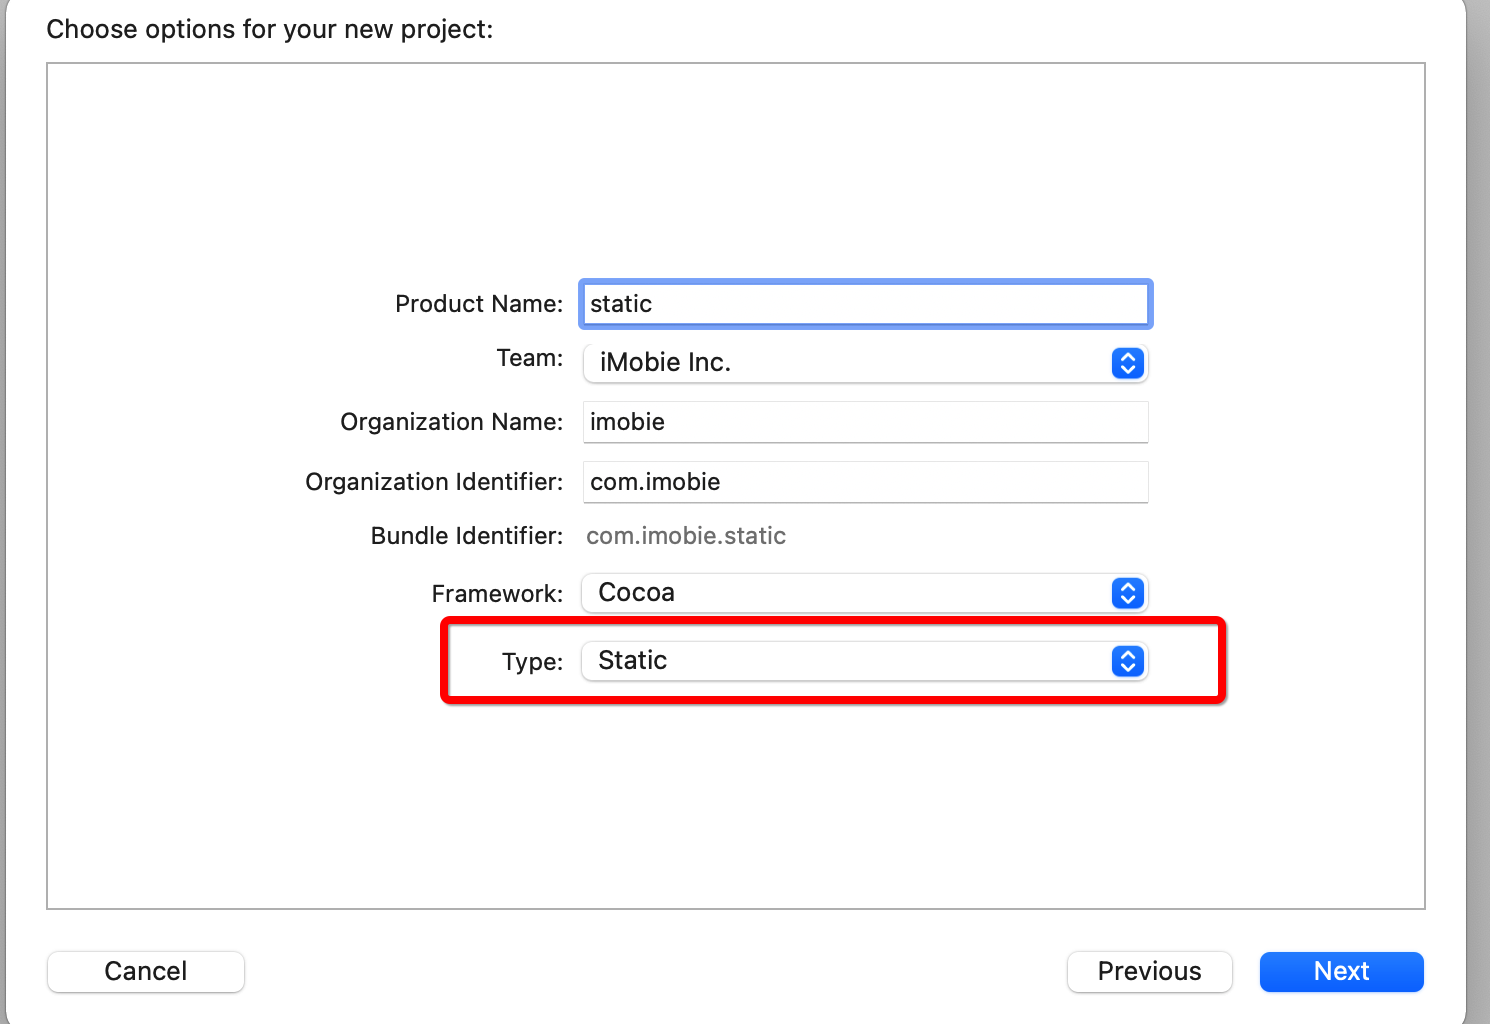 Choose options for your new project:
Product Name: static
Team: iMobie Inc.
Organization Name: imobie
Organization Identifier: com.imobie
Bundle Identifier: com.imobie.static
Framework: Cocoa
Type: Static
Cancel Previous Next